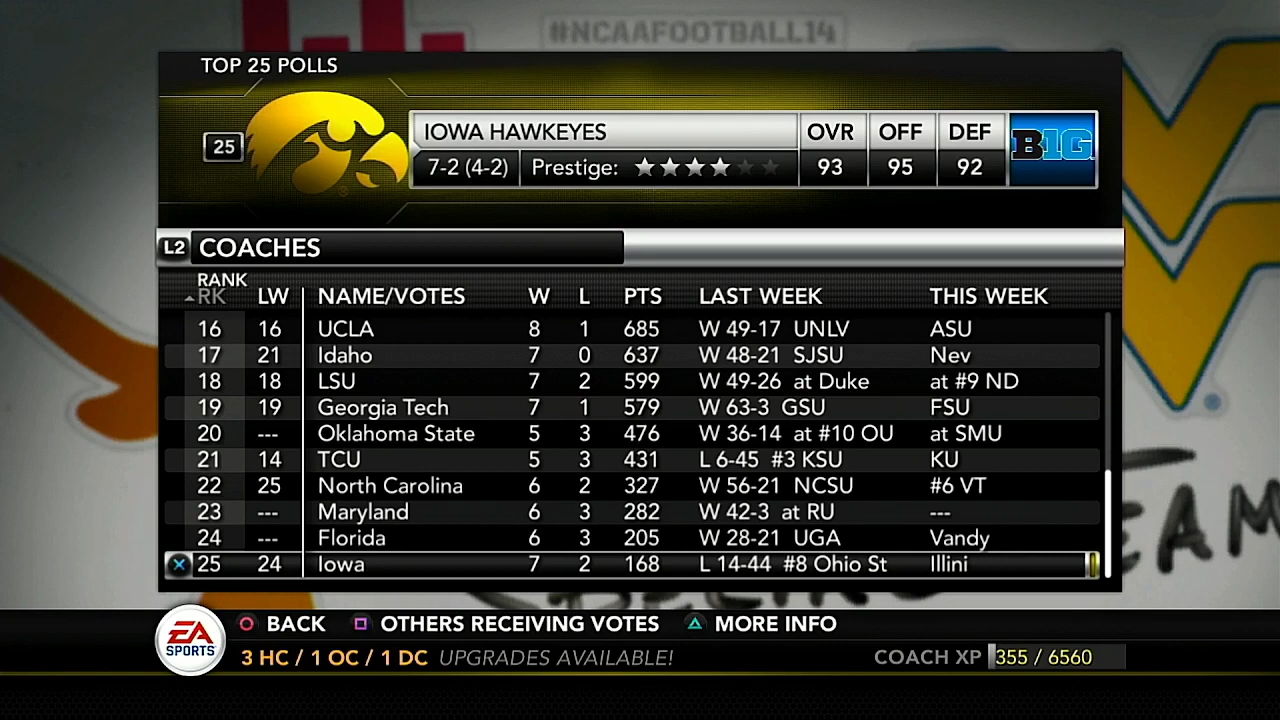 #NCAAFOOTBALL14
TOP 25 POLLS
25
IOWA HAWKEYES OVR OFF DEF B1G
7-2 (4-2) Prestige: 93 95 92
L2 COACHES
RANK
RK LW NAME/VOTES W L PTS LAST WEEK THIS WEEK
16 16 UCLA 8 1 685 W 49-17 UNLV ASU
17 21 Idaho 7 0 637 W 48-21 SJSU Nev
18 18 LSU 7 2 599 W 49-26 at Duke at #9 ND
19 19 Georgia Tech 7 1 579 W 63-3 GSU FSU
20 --- Oklahoma State 5 3 476 W 36-14 at #10 OU at SMU
21 14 TCU 5 3 431 L 6-45 #3 KSU KU
22 25 North Carolina 6 2 327 W 56-21 NCSU #6 VT
23 --- Maryland 6 3 282 W 42-3 at RU ---
24 --- Florida 6 3 205 W 28-21 UGA Vandy
25 24 Iowa 7 2 168 L 14-44 #8 Ohio St Illini
EA SPORTS
BACK OTHERS RECEIVING VOTES MORE INFO
3 HC / 1 OC / 1 DC UPGRADES AVAILABLE! COACH XP 355 / 6560